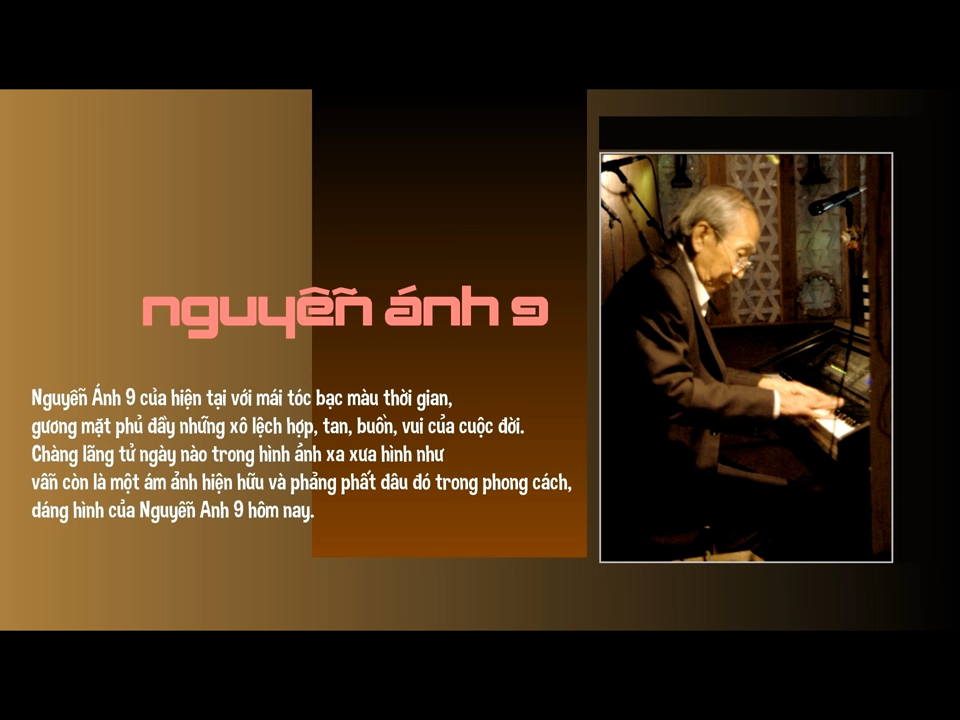 nguyễn ánh 9
Nguyễn Ánh 9 của hiện tại với mái tóc bạc màu thời gian,
gương mặt phủ đầy những xô lệch hợp, tan, buồn, vui của cuộc đời.
Chàng lãng tử ngày nào trong hình ảnh xa xưa hình như
vẫn còn là một ám ảnh hiện hữu và phảng phất đâu đó trong phong cách,
dáng hình của Nguyễn Anh 9 hôm nay.